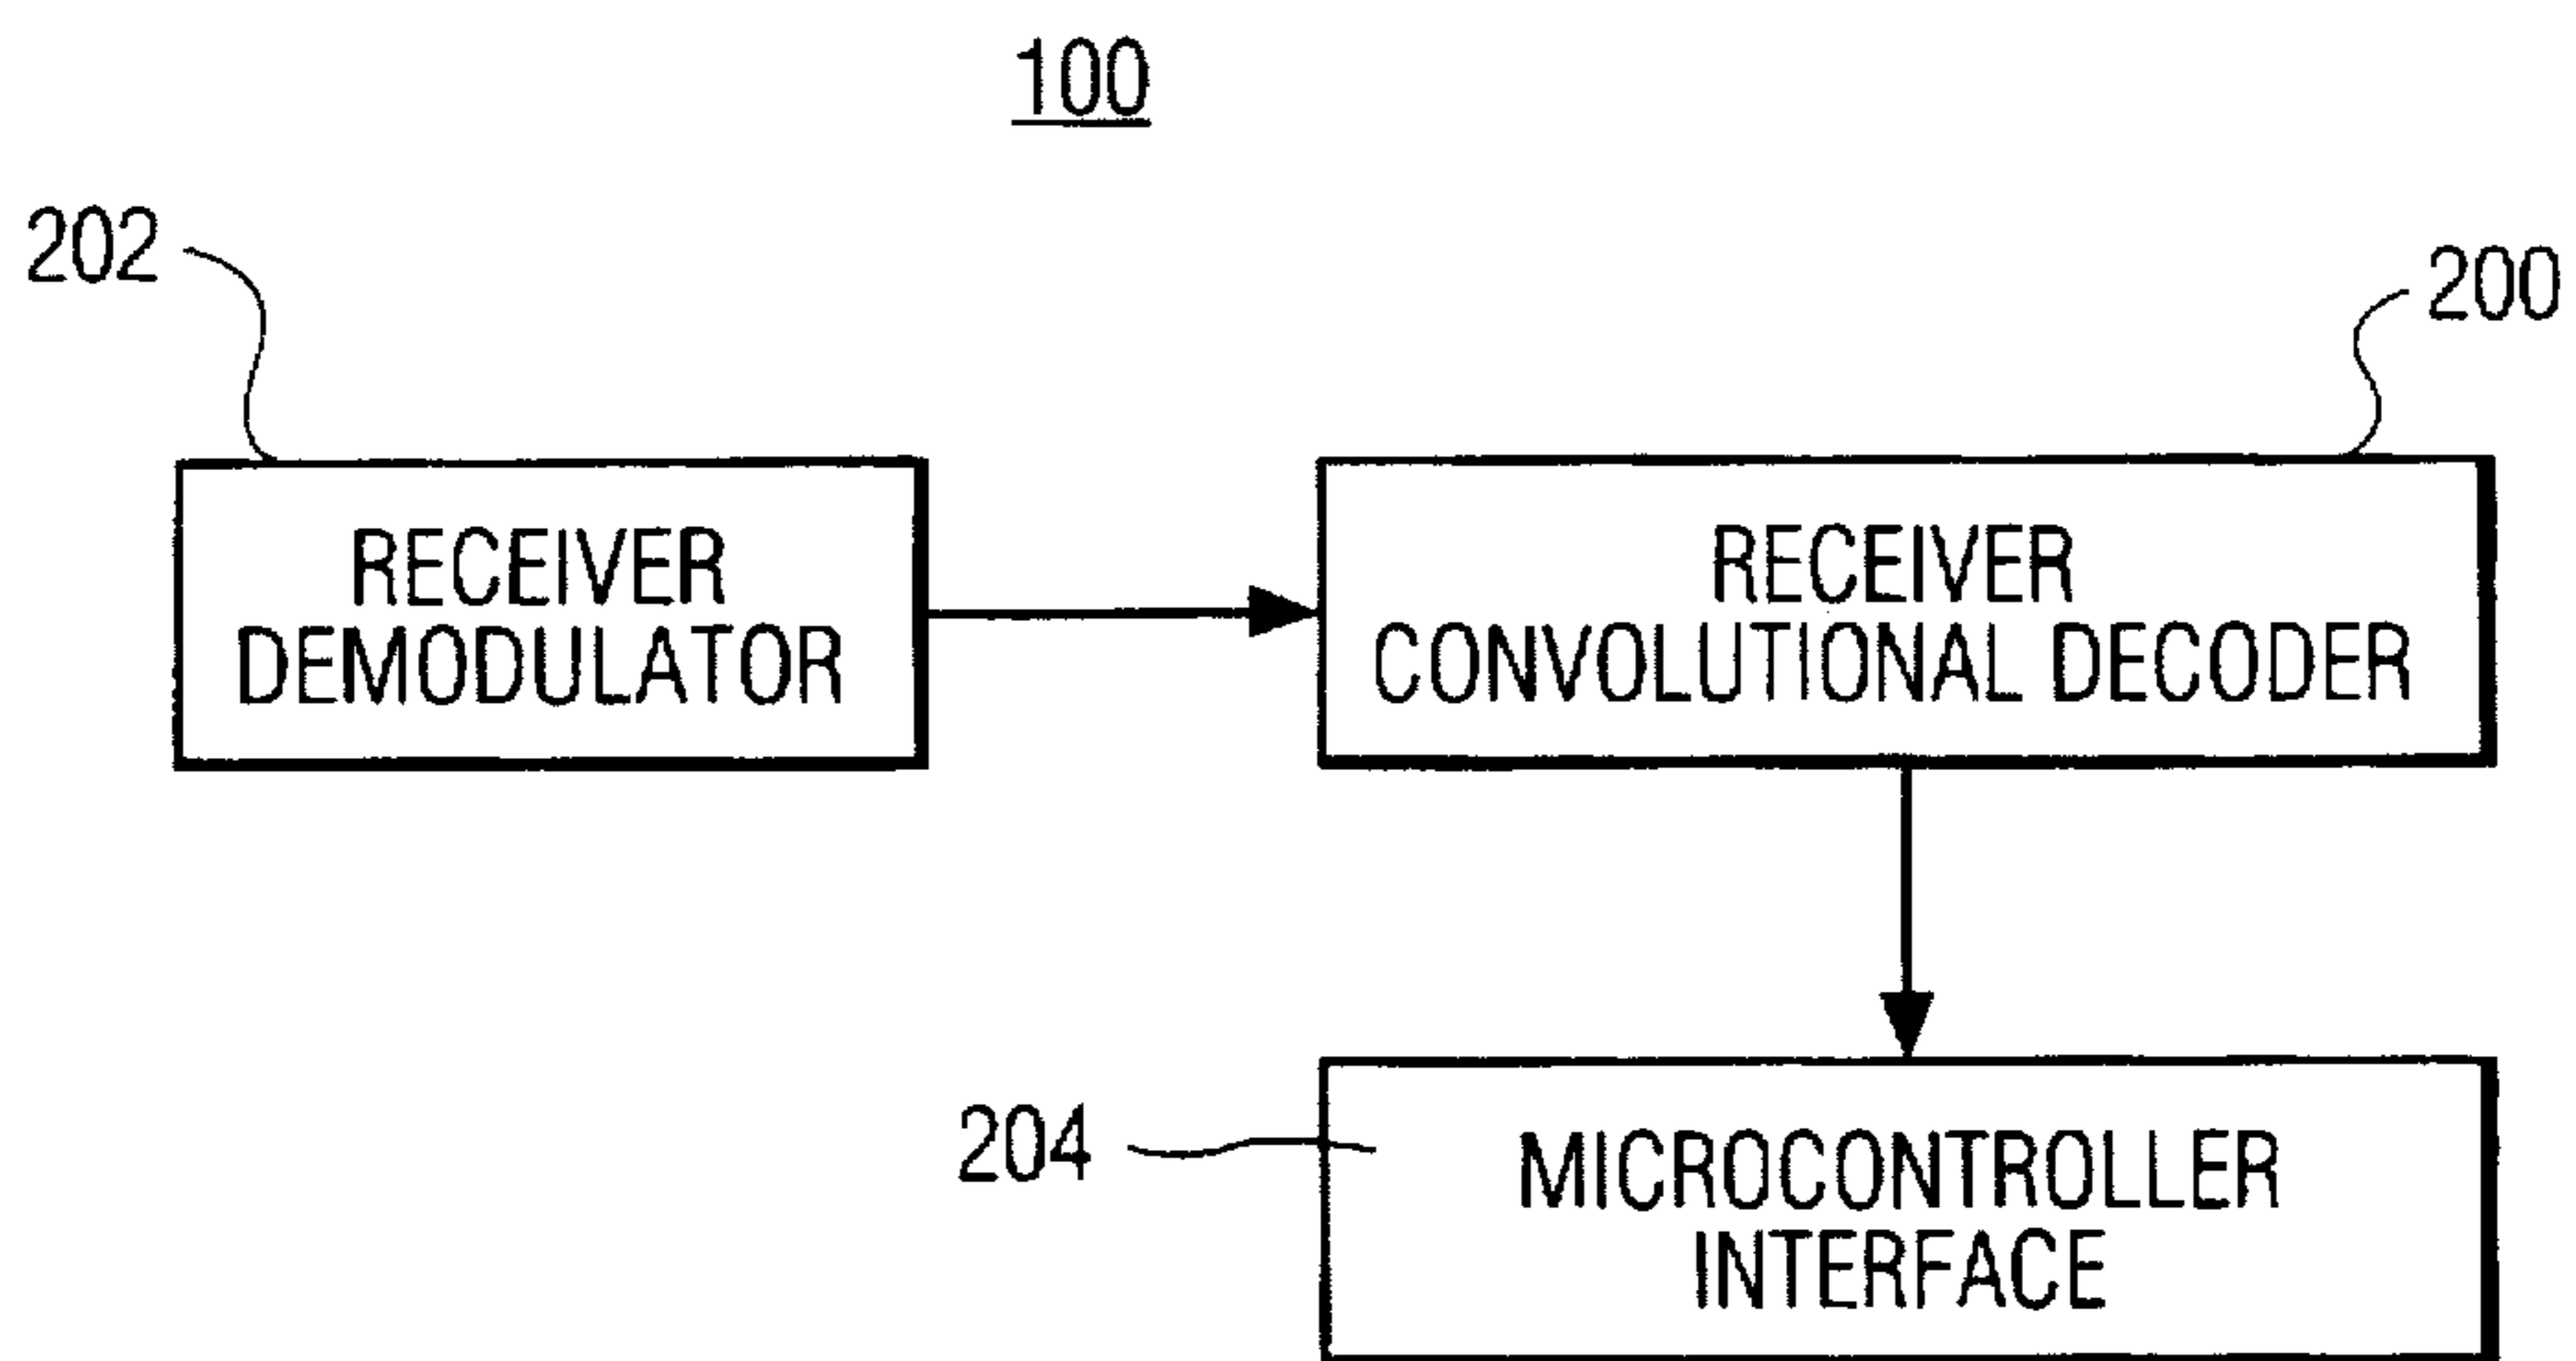 100
202
200
RECEIVER
DEMODULATOR
RECEIVER
CONVOLUTIONAL DECODER
204
MICROCONTROLLER
INTERFACE